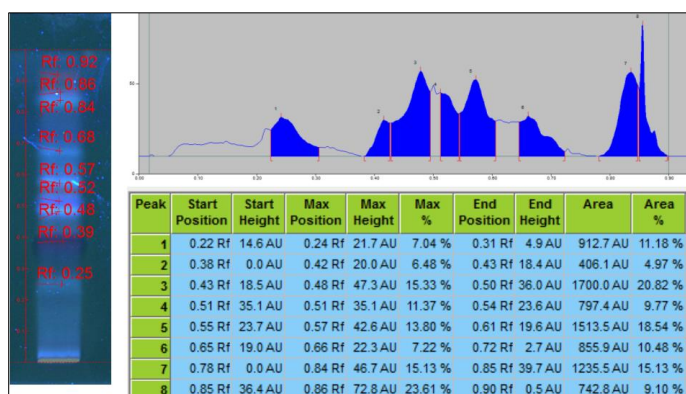 Rf: 0.92
Rf: 0.86
Rf: 0.84
Rf: 0.68
Rf: 0.57
Rf: 0.52
Rf: 0.48
Rf: 0.39
Rf: 0.25
1
2
3
4
5
6
7
8
Peak Start Position Start Height Max Position Max Height Max % End Position End Height Area Area %
1 0.22 Rf 14.6 AU 0.24 Rf 21.7 AU 7.04 % 0.31 Rf 4.9 AU 912.7 AU 11.18 %
2 0.38 Rf 0.0 AU 0.42 Rf 20.0 AU 6.48 % 0.43 Rf 18.4 AU 406.1 AU 4.97 %
3 0.43 Rf 18.5 AU 0.48 Rf 47.3 AU 15.33 % 0.50 Rf 36.0 AU 1700.0 AU 20.82 %
4 0.51 Rf 35.1 AU 0.51 Rf 35.1 AU 11.37 % 0.54 Rf 23.6 AU 797.4 AU 9.77 %
5 0.55 Rf 23.7 AU 0.57 Rf 42.6 AU 13.80 % 0.61 Rf 19.6 AU 1513.5 AU 18.54 %
6 0.65 Rf 19.0 AU 0.66 Rf 22.3 AU 7.22 % 0.72 Rf 2.7 AU 855.9 AU 10.48 %
7 0.78 Rf 0.0 AU 0.84 Rf 46.7 AU 15.13 % 0.85 Rf 39.7 AU 1235.5 AU 15.13 %
8 0.85 Rf 36.4 AU 0.86 Rf 72.8 AU 23.61 % 0.90 Rf 0.5 AU 742.8 AU 9.10 %